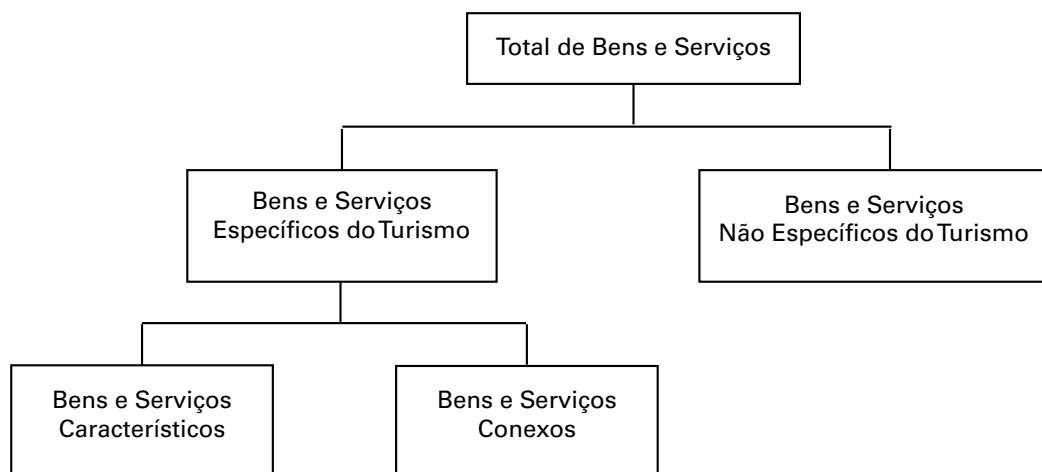 Total de Bens e Serviços
Bens e Serviços
Específicos do Turismo
Bens e Serviços
Não Específicos do Turismo
Bens e Serviços
Característicos
Bens e Serviços
Conexos